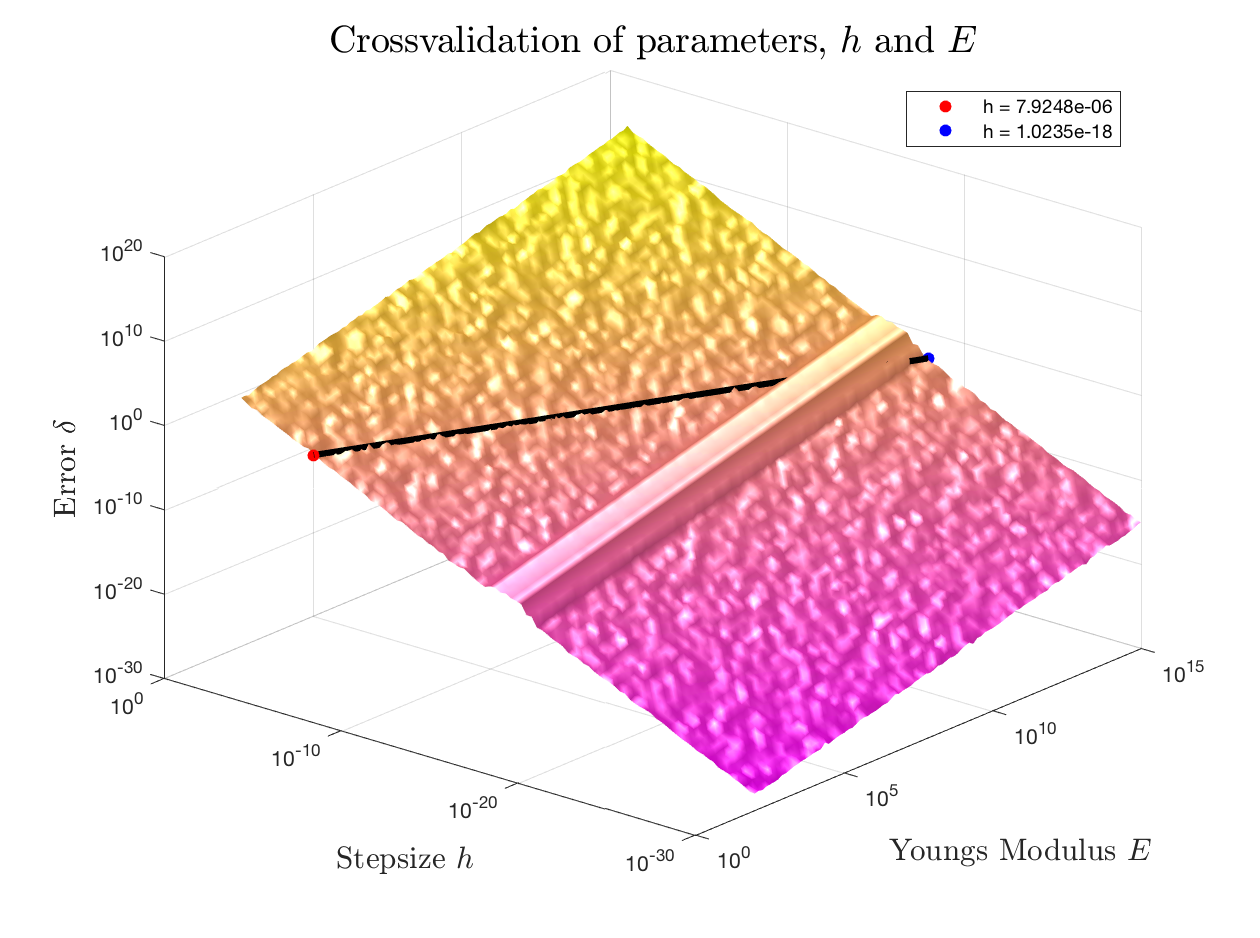 Crossvalidation of parameters, h and E
h = 7.9248e-06
h = 1.0235e-18
Error δ
10^20
10^10
10^0
10^-10
10^-20
10^-30
10^0
10^-10
10^-20
10^-30
Stepsize h
10^0
10^5
10^10
10^15
Youngs Modulus E